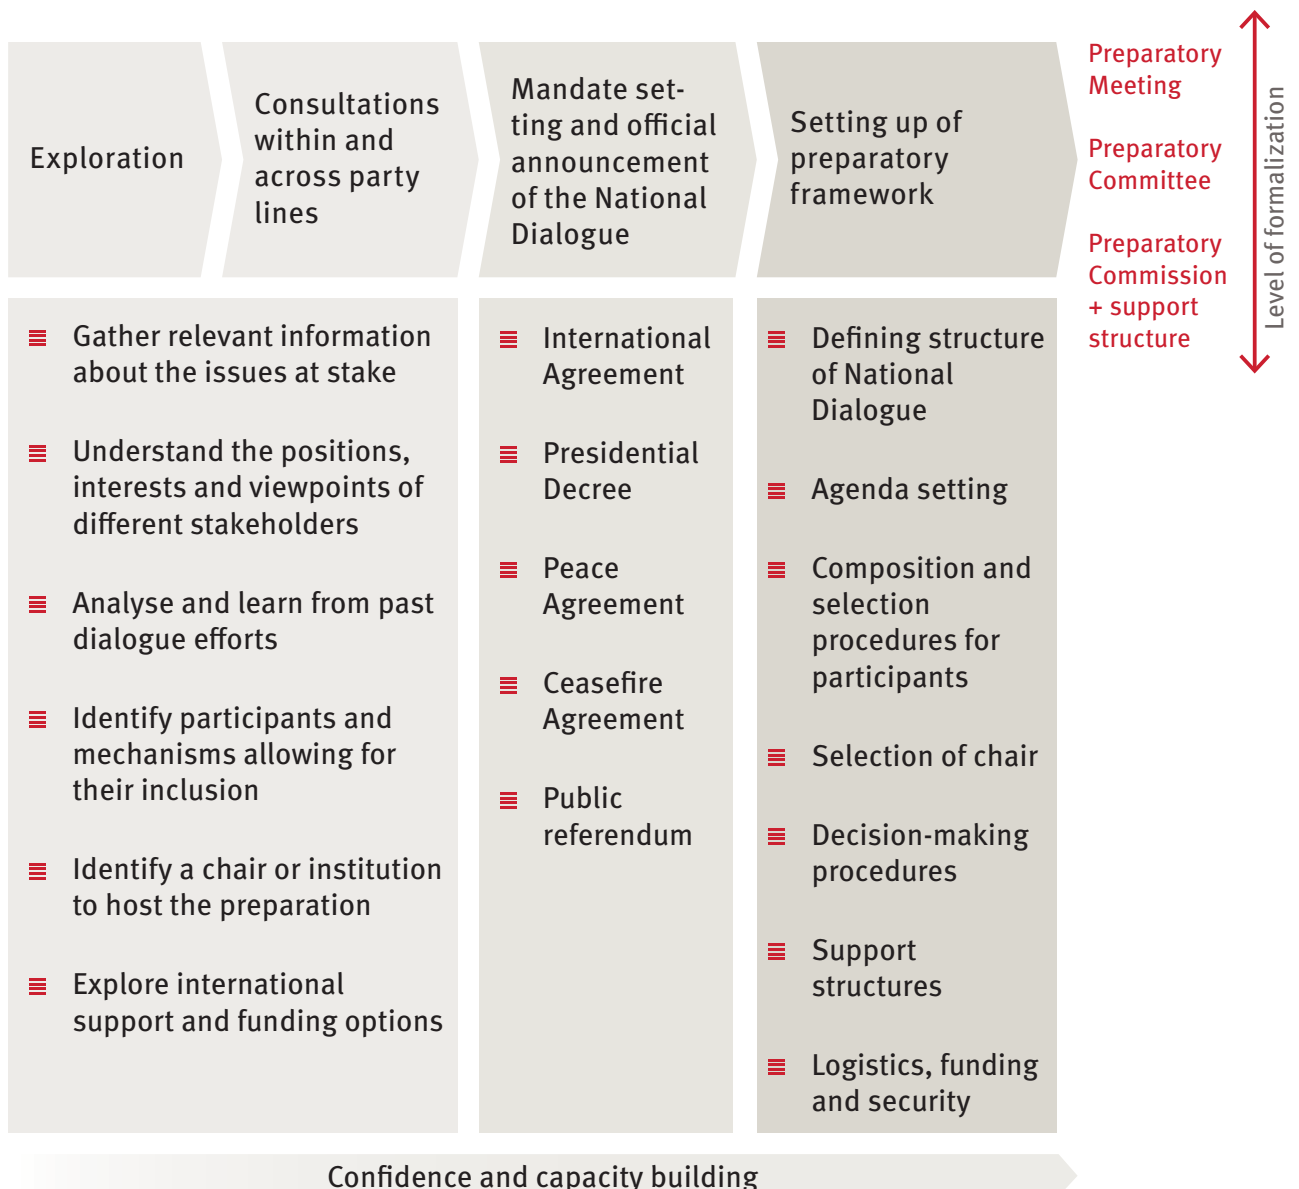 Exploration
Consultations
within and
across party
lines
Mandate set-
ting and official
announcement
of the National
Dialogue
Setting up of
preparatory
framework
Preparatory
Meeting
Preparatory
Committee
Preparatory
Commission
+ support
structure
Level of formalization
Gather relevant information
about the issues at stake
Understand the positions,
interests and viewpoints of
different stakeholders
Analyse and learn from past
dialogue efforts
Identify participants and
mechanisms allowing for
their inclusion
Identify a chair or institution
to host the preparation
Explore international
support and funding options
International
Agreement
Presidential
Decree
Peace
Agreement
Ceasefire
Agreement
Public
referendum
Defining structure
of National
Dialogue
Agenda setting
Composition and
selection
procedures for
participants
Selection of chair
Decision-making
procedures
Support
structures
Logistics, funding
and security
Confidence and capacity building